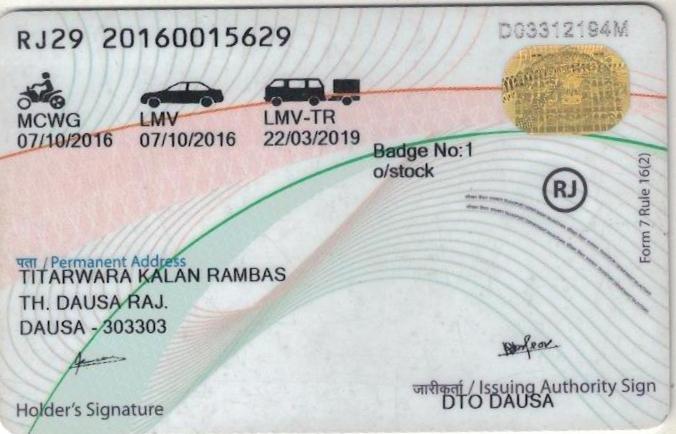 RJ29 20160015629
DG3312194M
MCWG
07/10/2016
LMV
07/10/2016
LMV-TR
22/03/2019
Badge No:1
o/stock
RJ
Form 7 Rule 16(2)
पता / Permanent Address
TITARWARA KALAN RAMBAS
TH. DAUSA RAJ.
DAUSA - 303303
Holder's Signature
जारीकर्ता / Issuing Authority Sign
DTO DAUSA